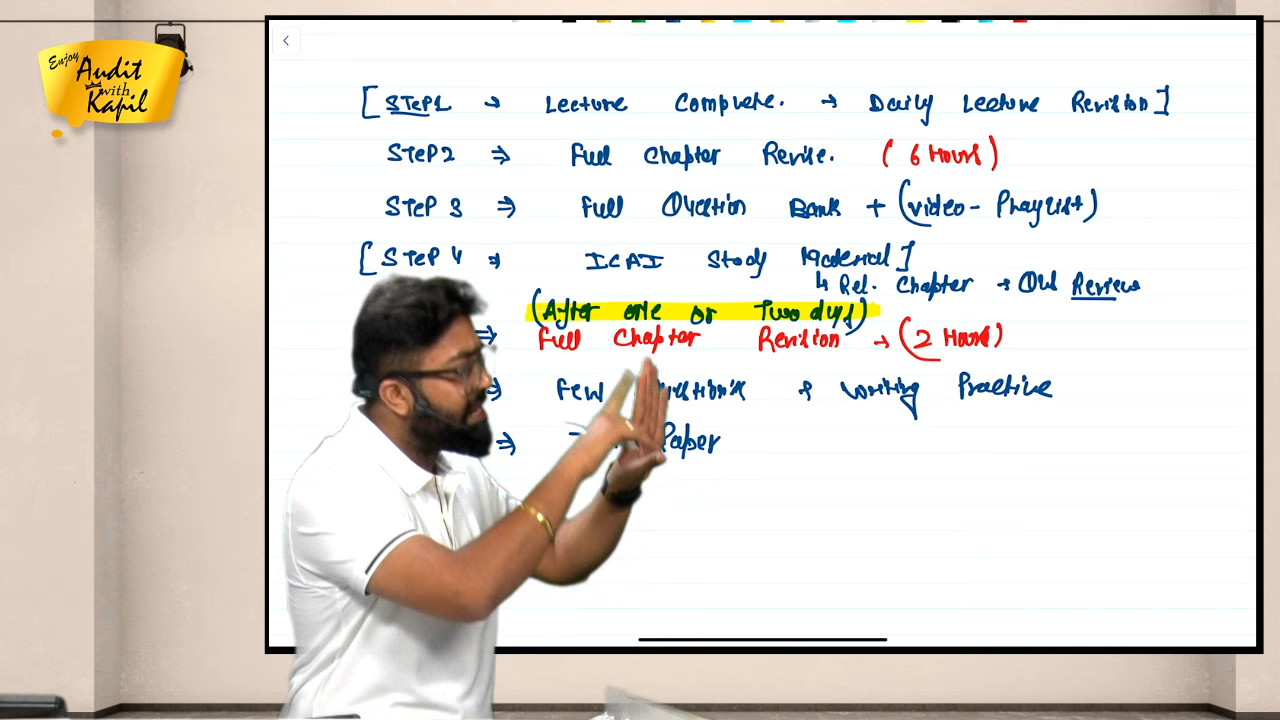 Enjoy
Audit
with
Kapil
[STEP1 → Lecture Complete. → Daily Lecture Revision]
STEP2 ⇒ Full Chapter Revise. (6 Hours)
STEP 3 ⇒ Full Question Bank + (video - Playlist)
[STEP 4 ⇒ ICAI Study Material]
↳ Rel. Chapter → Old Review
(After one or Two dys)
⇒ Full Chapter Revision → (2 Hours)
⇒ Few & Writing Practice
⇒ Paper